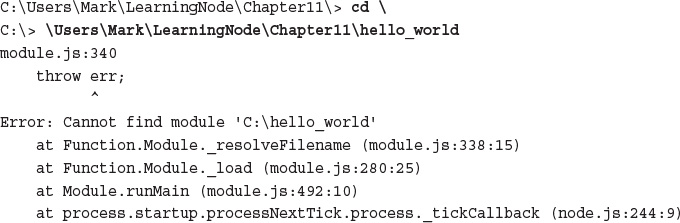 C:\Users\Mark\LearningNode\Chapter11\> cd \
C:\> \Users\Mark\LearningNode\Chapter11\hello_world
module.js:340
    throw err;
          ^
Error: Cannot find module 'C:\hello_world'
    at Function.Module._resolveFilename (module.js:338:15)
    at Function.Module._load (module.js:280:25)
    at Module.runMain (module.js:492:10)
    at process.startup.processNextTick.process._tickCallback (node.js:244:9)